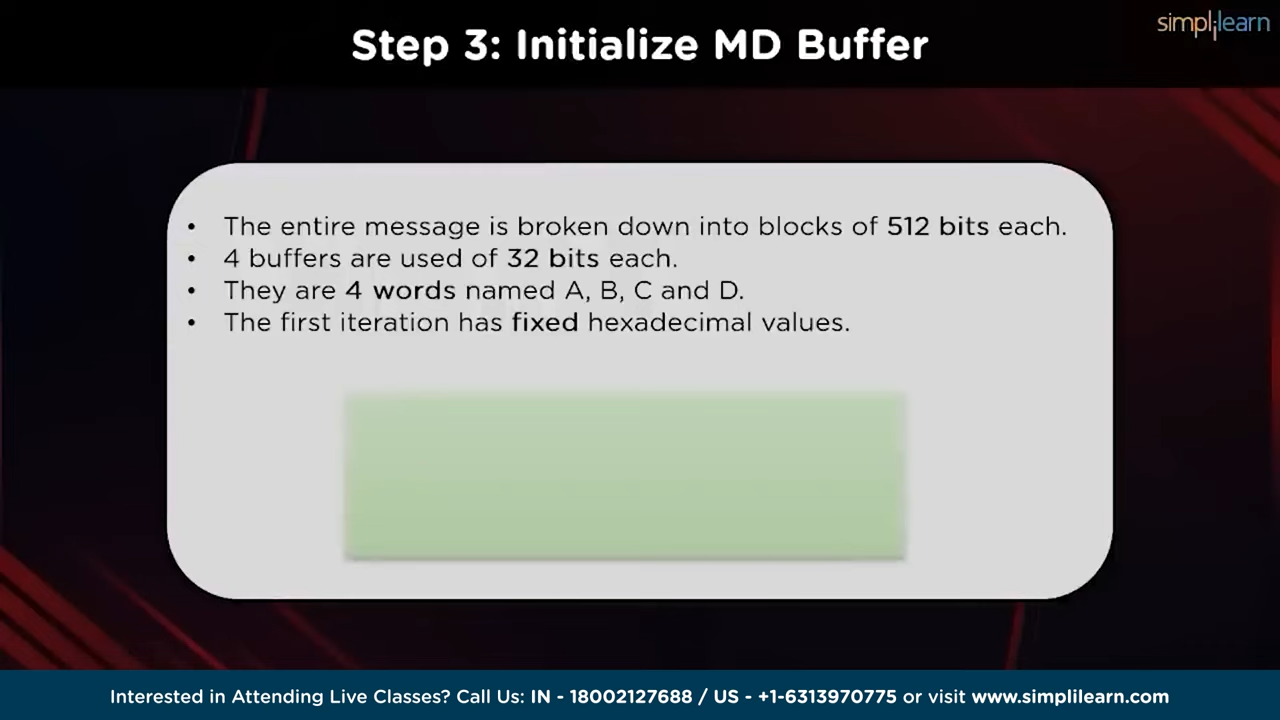 Step 3: Initialize MD Buffer
simplilearn
• The entire message is broken down into blocks of 512 bits each.
• 4 buffers are used of 32 bits each.
• They are 4 words named A, B, C and D.
• The first iteration has fixed hexadecimal values.
Interested in Attending Live Classes? Call Us: IN - 18002127688 / US - +1-6313970775 or visit www.simplilearn.com